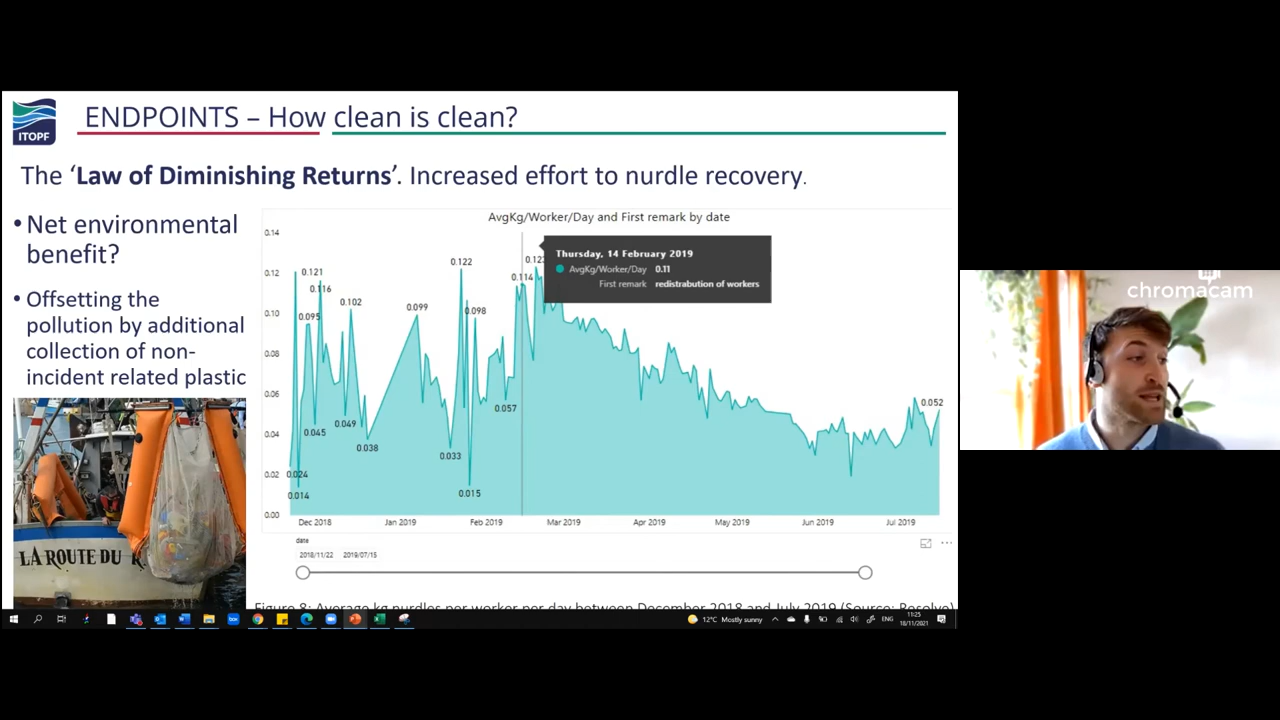 ENDPOINTS – How clean is clean?
ITOPF
The ‘Law of Diminishing Returns’. Increased effort to nurdle recovery.
• Net environmental
benefit?
• Offsetting the
pollution by additional
collection of non-
incident related plastic
LA ROUTE DU
AvgKg/Worker/Day and First remark by date
0.14
0.12
0.10
0.08
0.06
0.04
0.02
0.00
0.121
0.116
0.095
0.102
0.045
0.049
0.038
0.024
0.014
0.099
0.122
0.098
0.033
0.015
0.057
0.114
0.052
Thursday, 14 February 2019
AvgKg/Worker/Day 0.11
First remark redistrabution of workers
Dec 2018 Jan 2019 Feb 2019 Mar 2019 Apr 2019 May 2019 Jun 2019 Jul 2019
date
2018/11/22 2019/07/15
Figure 8: Average kg nurdles per worker per day between December 2018 and July 2019 (Source: Resolve)
12°C Mostly sunny
ENG
11:25
18/11/2021
chromacam